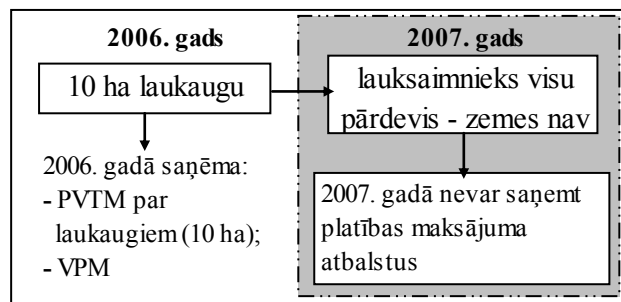 2006. gads
10 ha laukaugu
2006. gadā saņēma:
- PVTM par
laukaugiem (10 ha);
- VPM
2007. gads
lauksaimnieks visu
pārdevis - zemes nav
2007. gadā nevar saņemt
platības maksājuma
atbalstus